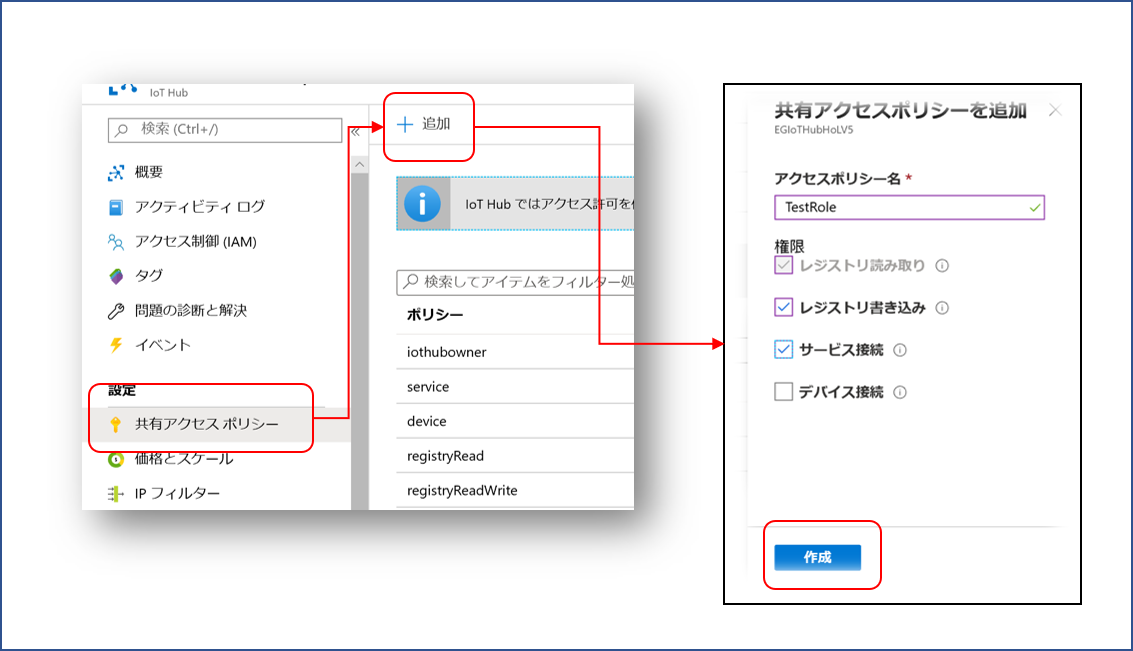 IoT Hub
検索 (Ctrl+/)
«
概要
アクティビティ ログ
アクセス制御 (IAM)
タグ
問題の診断と解決
イベント
設定
共有アクセス ポリシー
価格とスケール
IP フィルター
追加
IoT Hub ではアクセス許可を
検索してアイテムをフィルター処
ポリシー
iothubowner
service
device
registryRead
registryReadWrite
共有アクセスポリシーを追加
EGIoTHubHoLV5
アクセスポリシー名 *
TestRole
権限
レジストリ読み取り
レジストリ書き込み
サービス接続
デバイス接続
作成